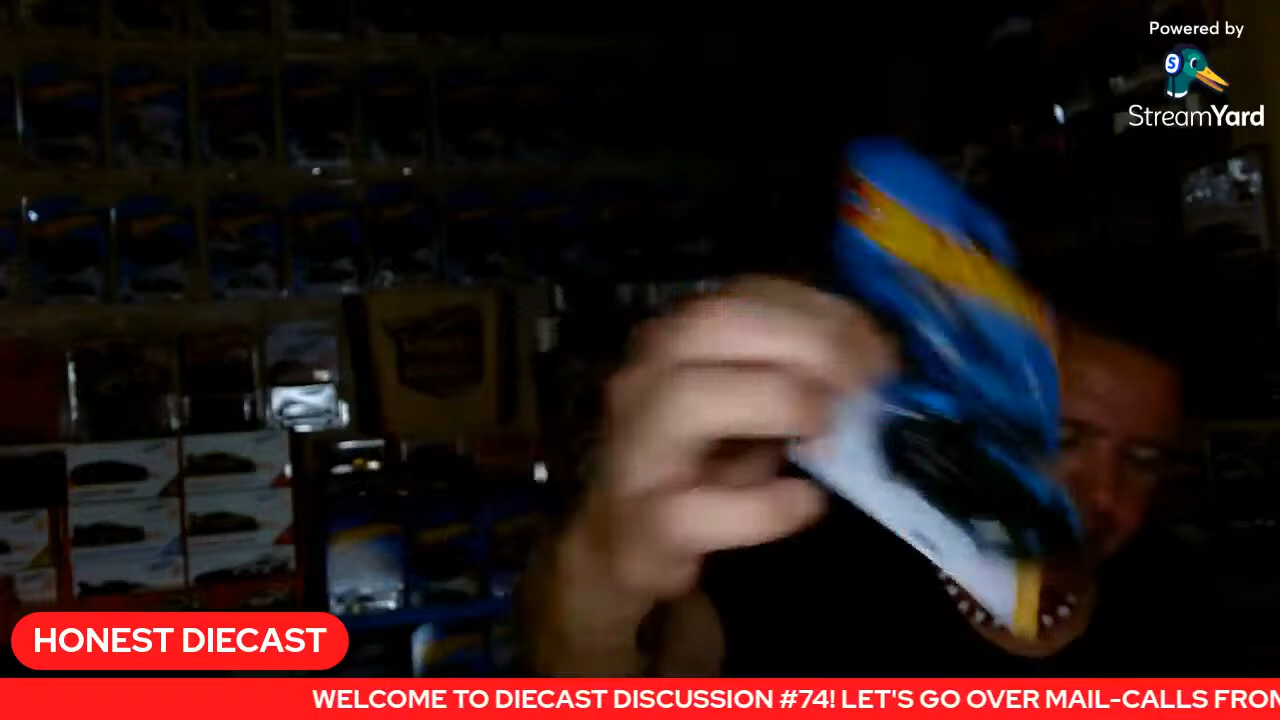 Powered by
StreamYard
HONEST DIECAST
WELCOME TO DIECAST DISCUSSION #74! LET'S GO OVER MAIL-CALLS FROM